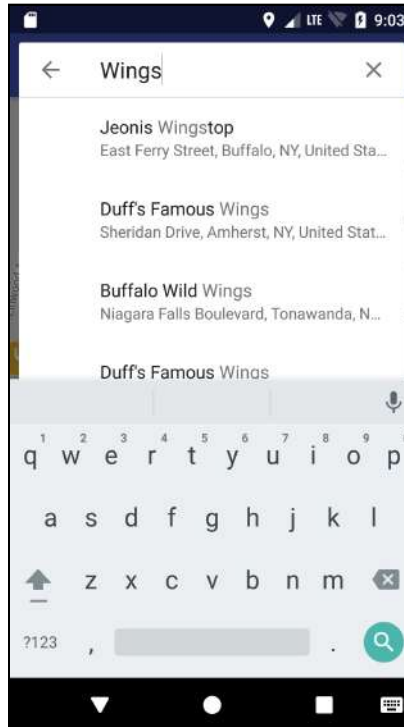 LTE 9:03
Wings
Jeonis Wingstop
East Ferry Street, Buffalo, NY, United Sta...
Duff's Famous Wings
Sheridan Drive, Amherst, NY, United Stat...
Buffalo Wild Wings
Niagara Falls Boulevard, Tonawanda, N...
Duff's Famous Wings
1 2 3 4 5 6 7 8 9
q w e r t y u i o p
a s d f g h j k l
z x c v b n m
?123 , .